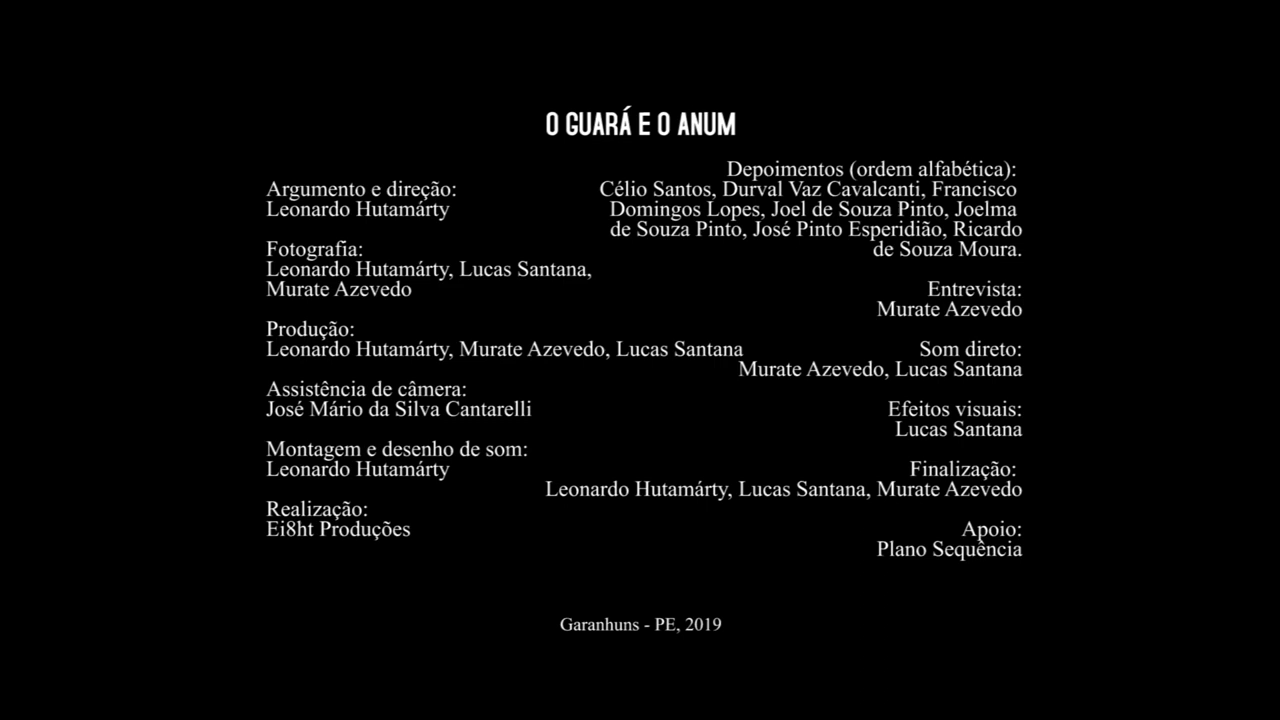 O GUARÁ E O ANUM
Argumento e direção:
Leonardo Hutamárty
Fotografia:
Leonardo Hutamárty, Lucas Santana,
Murate Azevedo
Produção:
Leonardo Hutamárty, Murate Azevedo, Lucas Santana
Assistência de câmera:
José Mário da Silva Cantarelli
Montagem e desenho de som:
Leonardo Hutamárty
Realização:
Ei8ht Produções
Depoimentos (ordem alfabética):
Célio Santos, Durval Vaz Cavalcanti, Francisco
Domingos Lopes, Joel de Souza Pinto, Joelma
de Souza Pinto, José Pinto Esperidião, Ricardo
de Souza Moura.
Entrevista:
Murate Azevedo
Som direto:
Murate Azevedo, Lucas Santana
Efeitos visuais:
Lucas Santana
Finalização:
Leonardo Hutamárty, Lucas Santana, Murate Azevedo
Apoio:
Plano Sequência
Garanhuns - PE, 2019